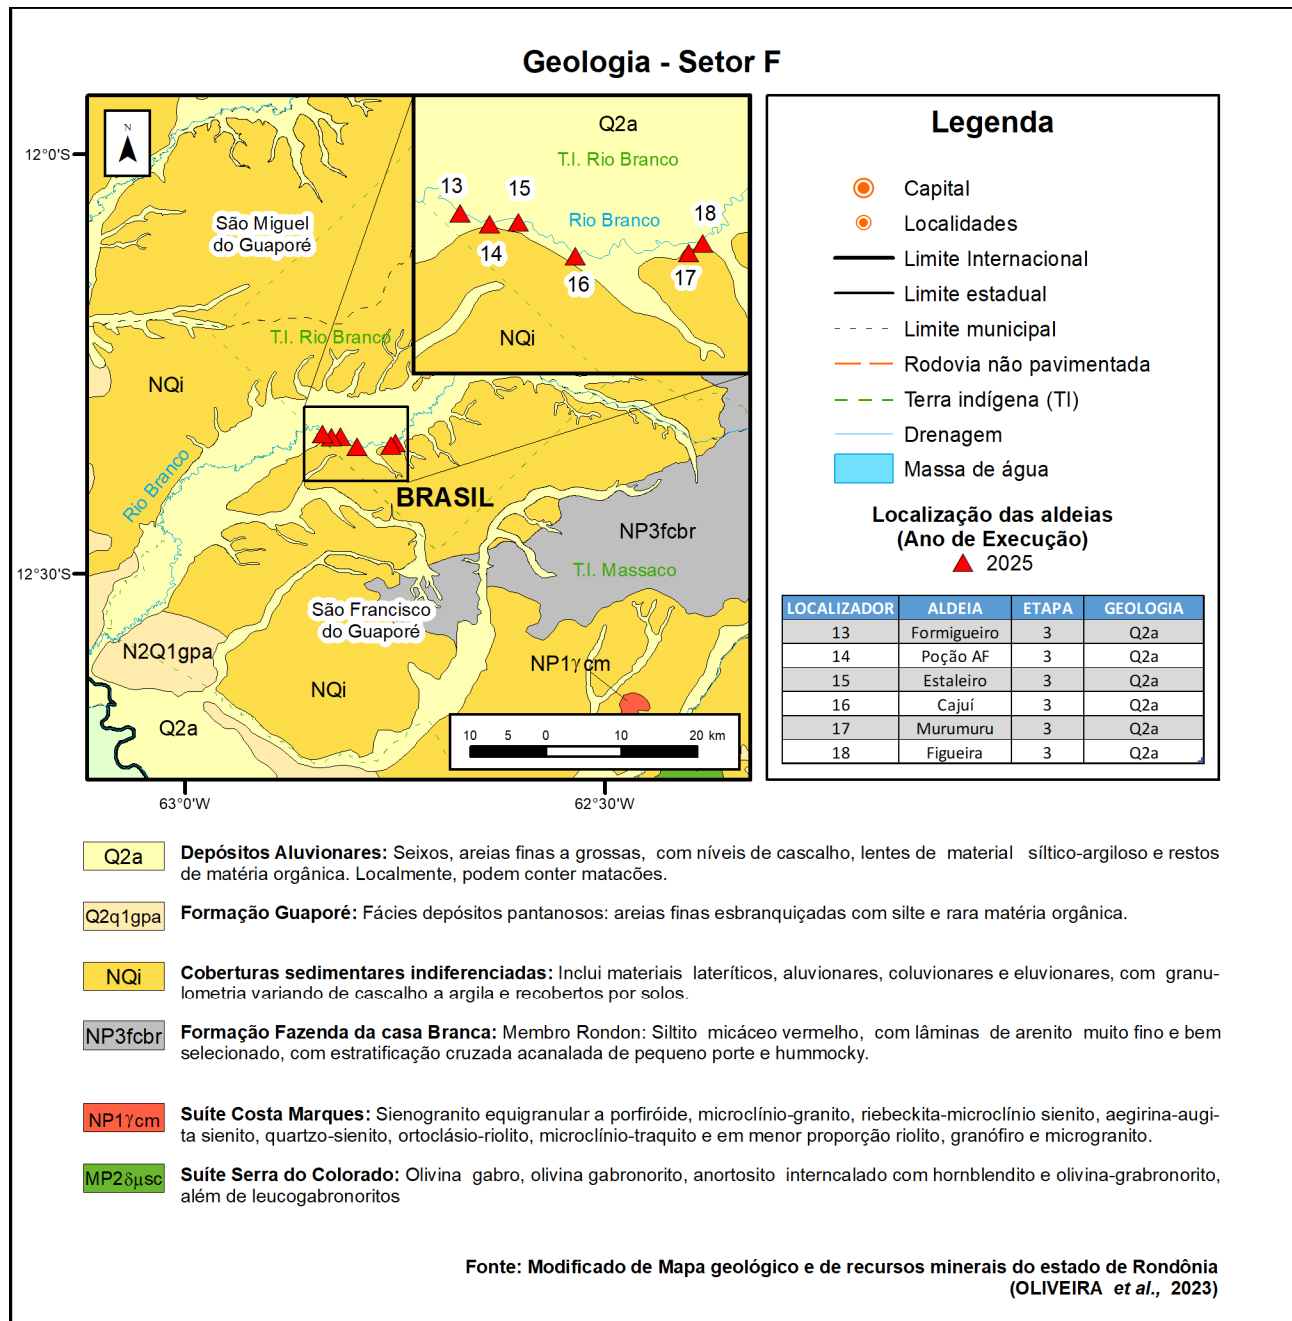 Geologia - Setor F
N
12°0'S
12°30'S
63°0'W
62°30'W
São Miguel
do Guaporé
T.I. Rio Branco
NQi
Rio Branco
BRASIL
NP3fcbr
T.I. Massaco
São Francisco
do Guaporé
N2Q1gpa
NQi
NP1γcm
Q2a
10 5 0 10 20 km
Q2a
T.I. Rio Branco
13
15
Rio Branco
18
14
16
17
NQi
Legenda
Capital
Localidades
Limite Internacional
Limite estadual
Limite municipal
Rodovia não pavimentada
Terra indígena (TI)
Drenagem
Massa de água
Localização das aldeias
(Ano de Execução)
2025
LOCALIZADOR ALDEIA ETAPA GEOLOGIA
13 Formigueiro 3 Q2a
14 Poção AF 3 Q2a
15 Estaleiro 3 Q2a
16 Cajuí 3 Q2a
17 Murumuru 3 Q2a
18 Figueira 3 Q2a
Q2a Depósitos Aluvionares: Seixos, areias finas a grossas, com níveis de cascalho, lentes de material síltico-argiloso e restos
de matéria orgânica. Localmente, podem conter matacões.
Q2q1gpa Formação Guaporé: Fácies depósitos pantanosos: areias finas esbranquiçadas com silte e rara matéria orgânica.
NQi Coberturas sedimentares indiferenciadas: Inclui materiais lateríticos, aluvionares, coluvionares e eluvionares, com granu-
lometria variando de cascalho a argila e recobertos por solos.
NP3fcbr Formação Fazenda da casa Branca: Membro Rondon: Siltito micáceo vermelho, com lâminas de arenito muito fino e bem
selecionado, com estratificação cruzada acanalada de pequeno porte e hummocky.
NP1γcm Suíte Costa Marques: Sienogranito equigranular a porfiróide, microclínio-granito, riebeckita-microclínio sienito, aegirina-augi-
ta sienito, quartzo-sienito, ortoclásio-riolito, microclínio-traquito e em menor proporção riolito, granófiro e microgranito.
MP2δμsc Suíte Serra do Colorado: Olivina gabro, olivina gabronorito, anortosito interncalado com hornblendito e olivina-grabronorito,
além de leucogabronoritos
Fonte: Modificado de Mapa geológico e de recursos minerais do estado de Rondônia
(OLIVEIRA et al., 2023)